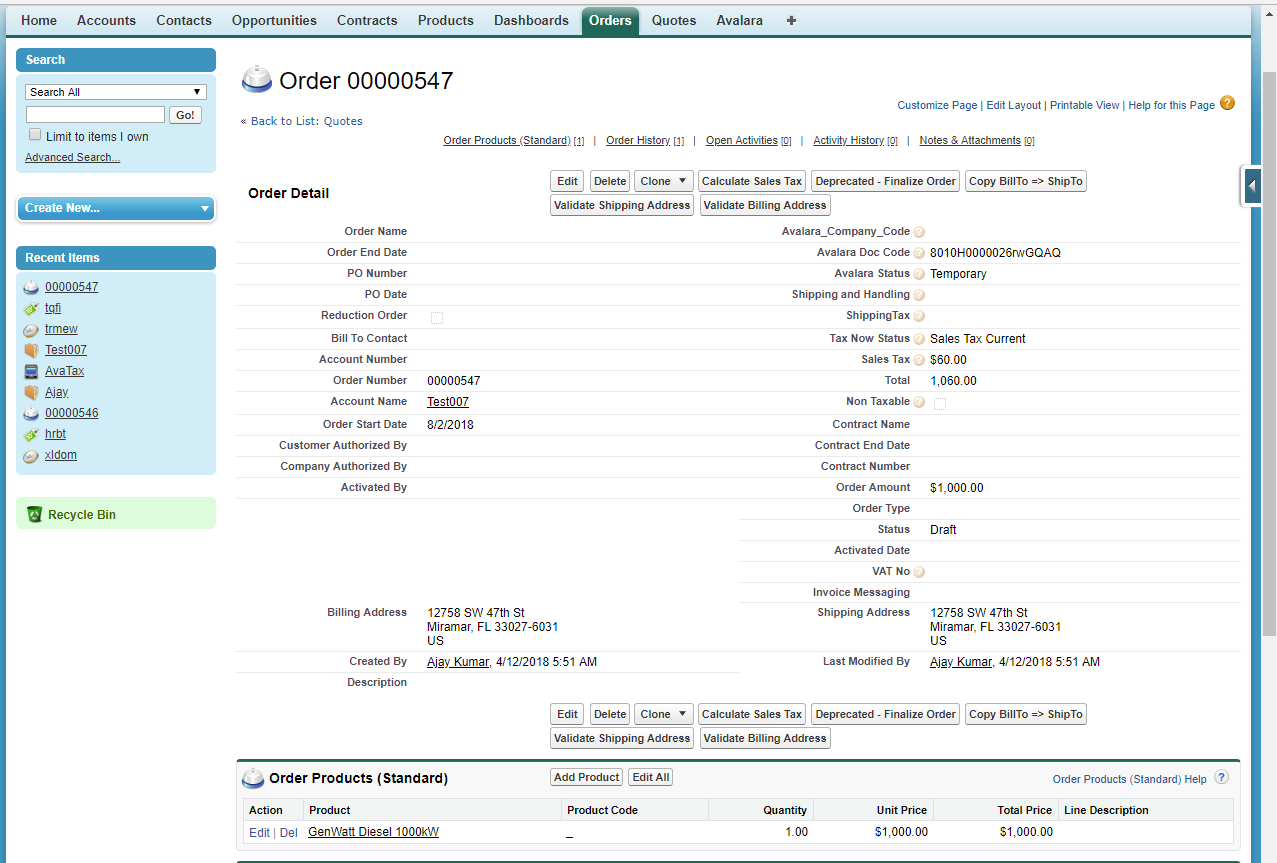 Home Accounts Contacts Opportunities Contracts Products Dashboards Orders Quotes Avalara +
Search
Search All
Go!
Limit to items I own
Advanced Search...
Create New...
Recent Items
00000547
tqfi
trmew
Test007
AvaTax
Ajay
00000546
hrbt
xldom
Recycle Bin
Order 00000547
Customize Page | Edit Layout | Printable View | Help for this Page ?
« Back to List: Quotes
Order Products (Standard) [1] | Order History [1] | Open Activities [0] | Activity History [0] | Notes & Attachments [0]
Order Detail
Edit Delete Clone Calculate Sales Tax Deprecated - Finalize Order Copy BillTo => ShipTo
Validate Shipping Address Validate Billing Address
Order Name Avalara_Company_Code ?
Order End Date Avalara Doc Code ? 8010H0000026rwGQAQ
PO Number Avalara Status ? Temporary
PO Date Shipping and Handling ?
Reduction Order ShippingTax ?
Bill To Contact Tax Now Status ? Sales Tax Current
Account Number Sales Tax ? $60.00
Order Number 00000547 Total 1,060.00
Account Name Test007 Non Taxable ?
Order Start Date 8/2/2018 Contract Name
Customer Authorized By Contract End Date
Company Authorized By Contract Number
Activated By Order Amount $1,000.00
Order Type
Status Draft
Activated Date
VAT No ?
Invoice Messaging
Billing Address 12758 SW 47th St Shipping Address 12758 SW 47th St
Miramar, FL 33027-6031 Miramar, FL 33027-6031
US US
Created By Ajay Kumar, 4/12/2018 5:51 AM Last Modified By Ajay Kumar, 4/12/2018 5:51 AM
Description
Edit Delete Clone Calculate Sales Tax Deprecated - Finalize Order Copy BillTo => ShipTo
Validate Shipping Address Validate Billing Address
Order Products (Standard) Add Product Edit All Order Products (Standard) Help ?
Action Product Product Code Quantity Unit Price Total Price Line Description
Edit | Del GenWatt Diesel 1000kW _ 1.00 $1,000.00 $1,000.00